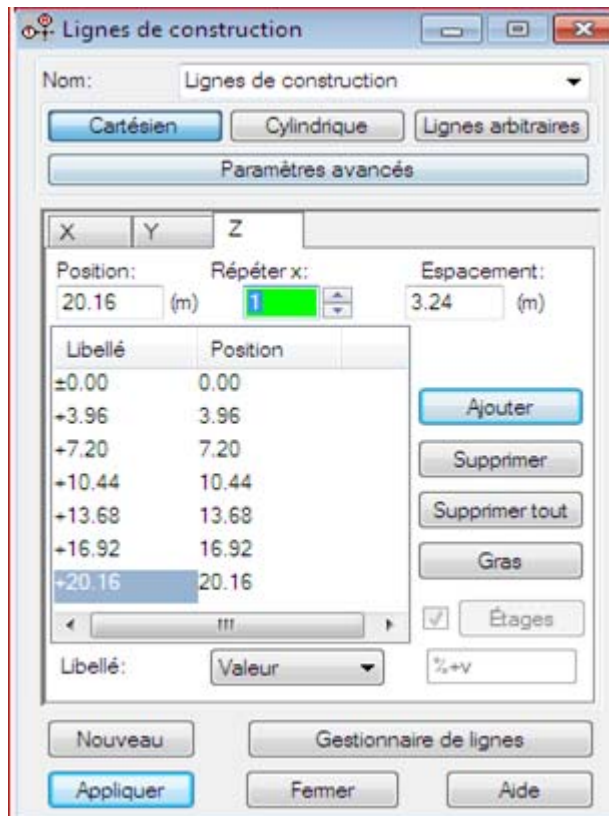 Lignes de construction
Nom: Lignes de construction
Cartésien Cylindrique Lignes arbitraires
Paramètres avancés
X Y Z
Position: Répéter x: Espacement:
20.16 (m) 1 3.24 (m)
Libellé Position
±0.00 0.00
+3.96 3.96
+7.20 7.20
+10.44 10.44
+13.68 13.68
+16.92 16.92
+20.16 20.16
Ajouter
Supprimer
Supprimer tout
Gras
Étages
Libellé: Valeur %+v
Nouveau Gestionnaire de lignes
Appliquer Fermer Aide